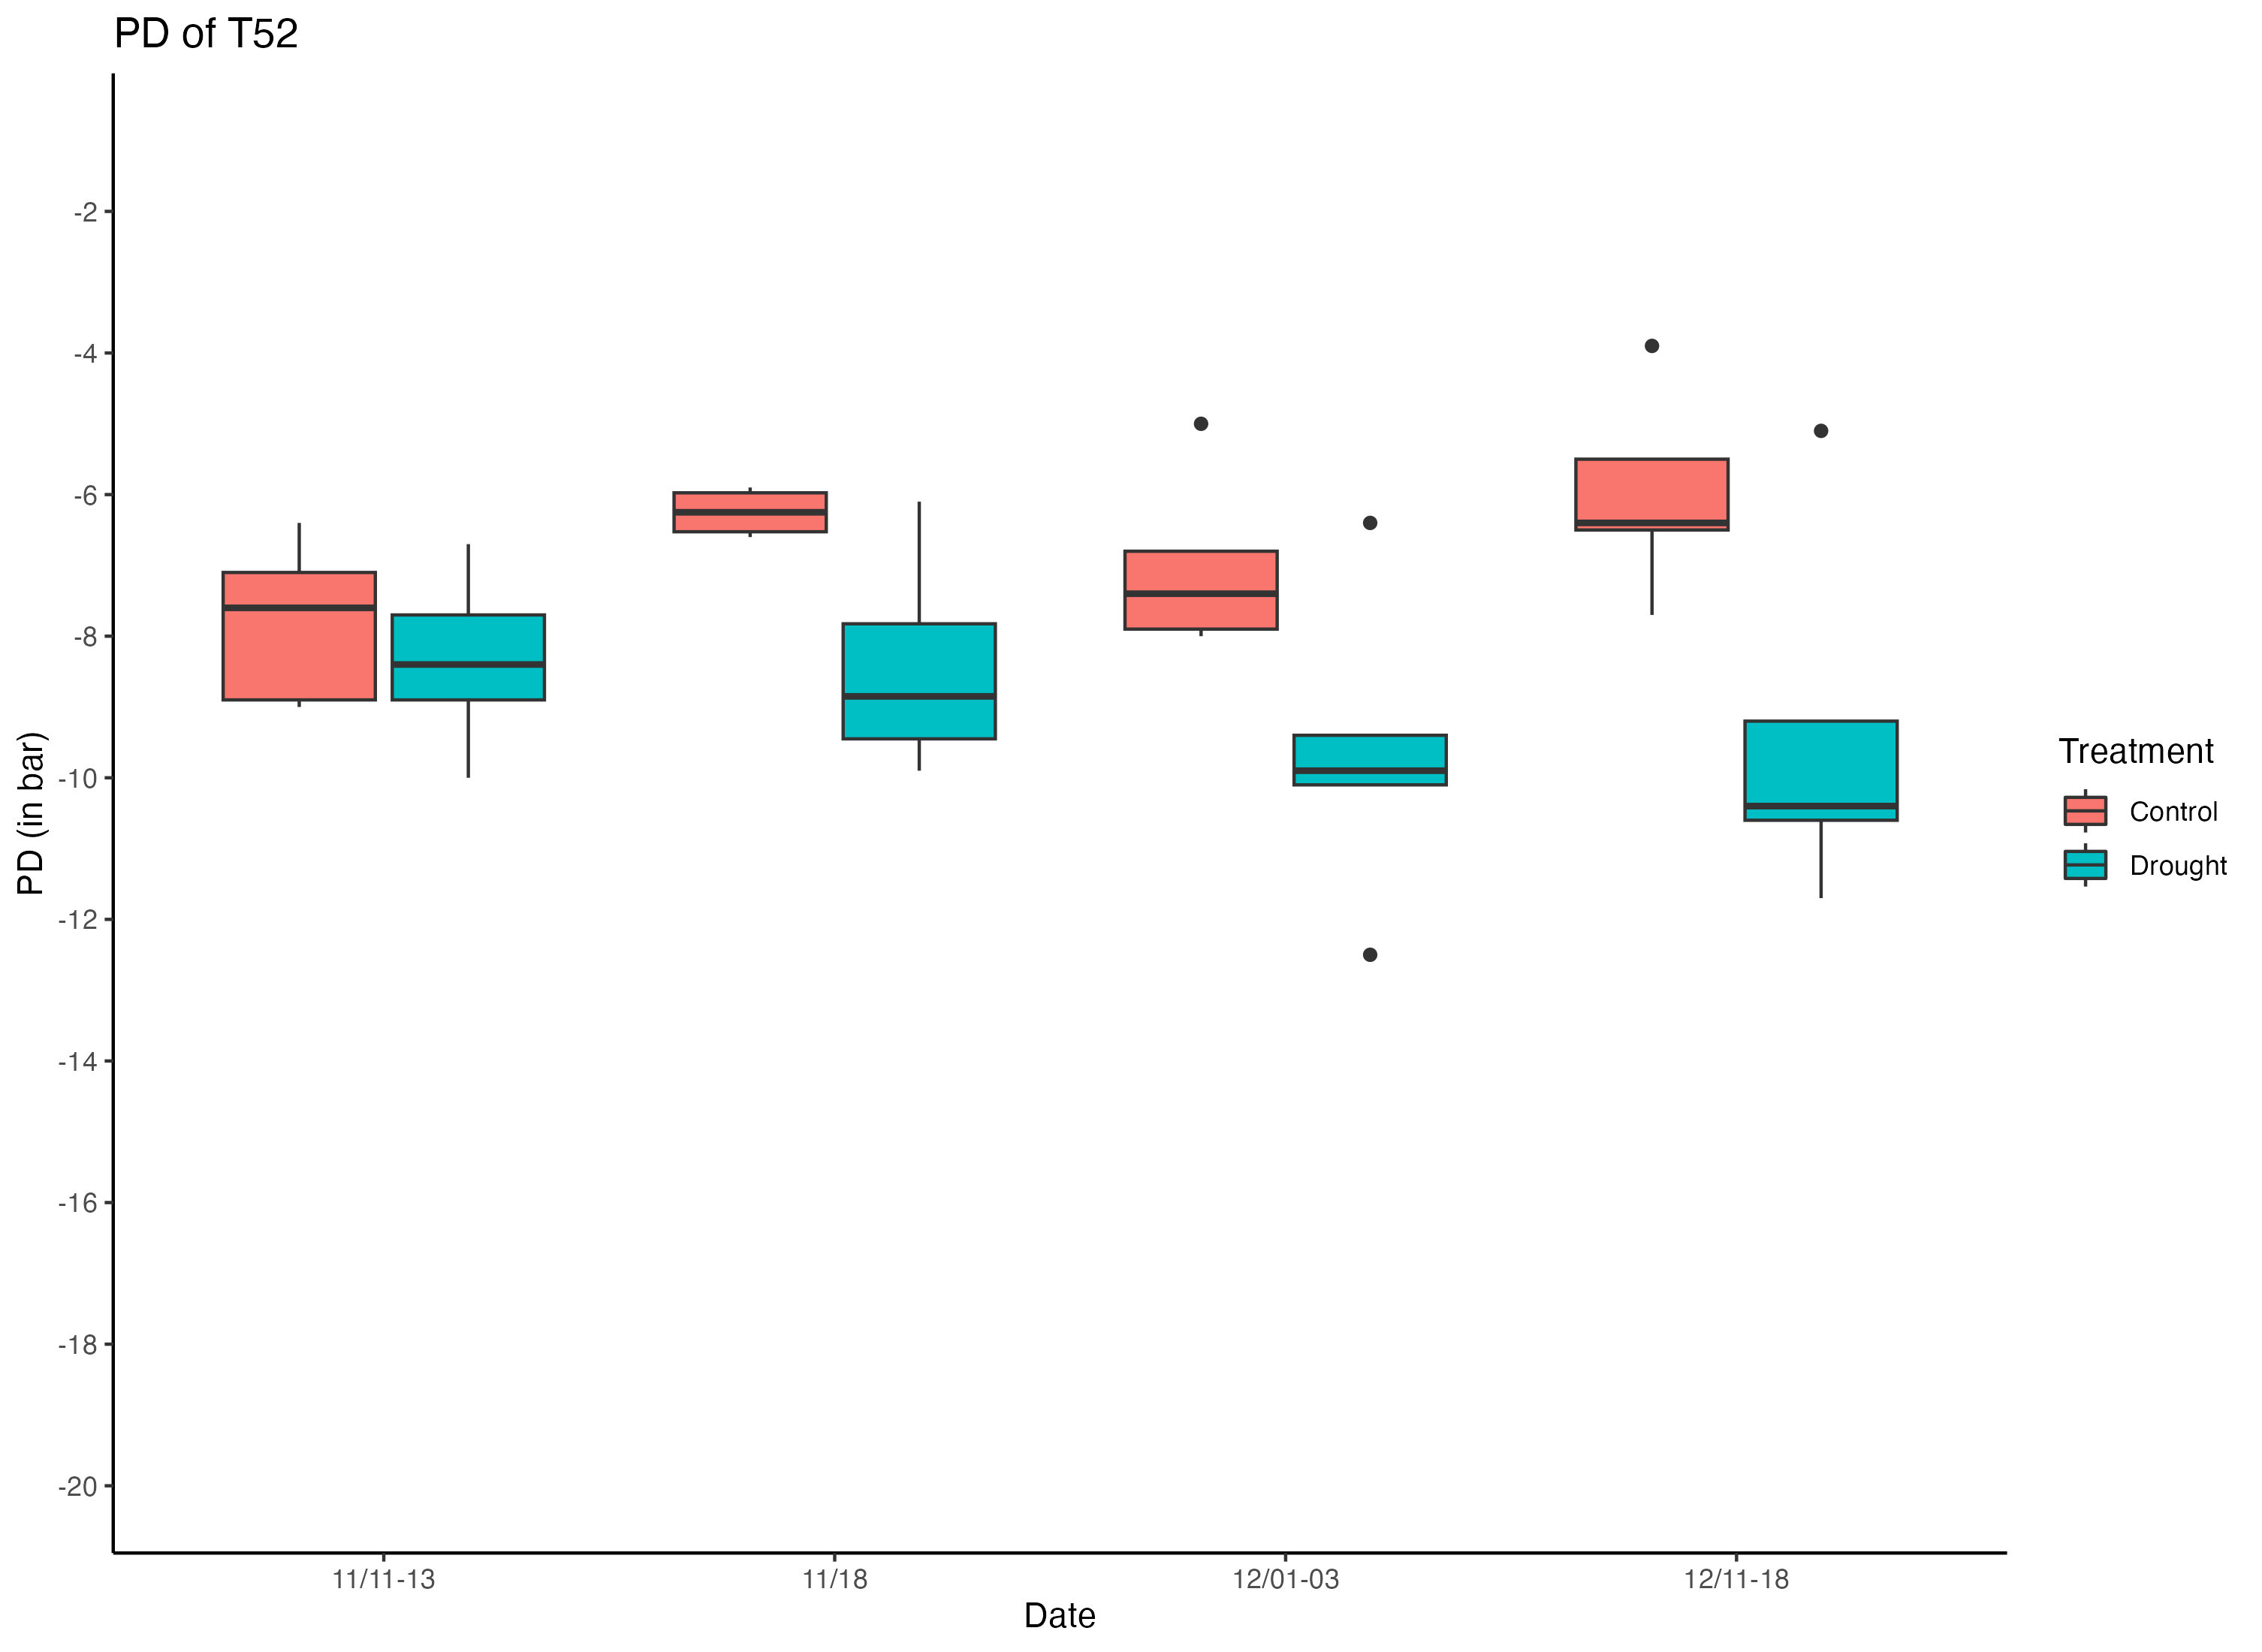 PD of T52
PD (in bar)
-2
-4
-6
-8
-10
-12
-14
-16
-18
-20
11/11-13
11/18
12/01-03
12/11-18
Date
Treatment
Control
Drought